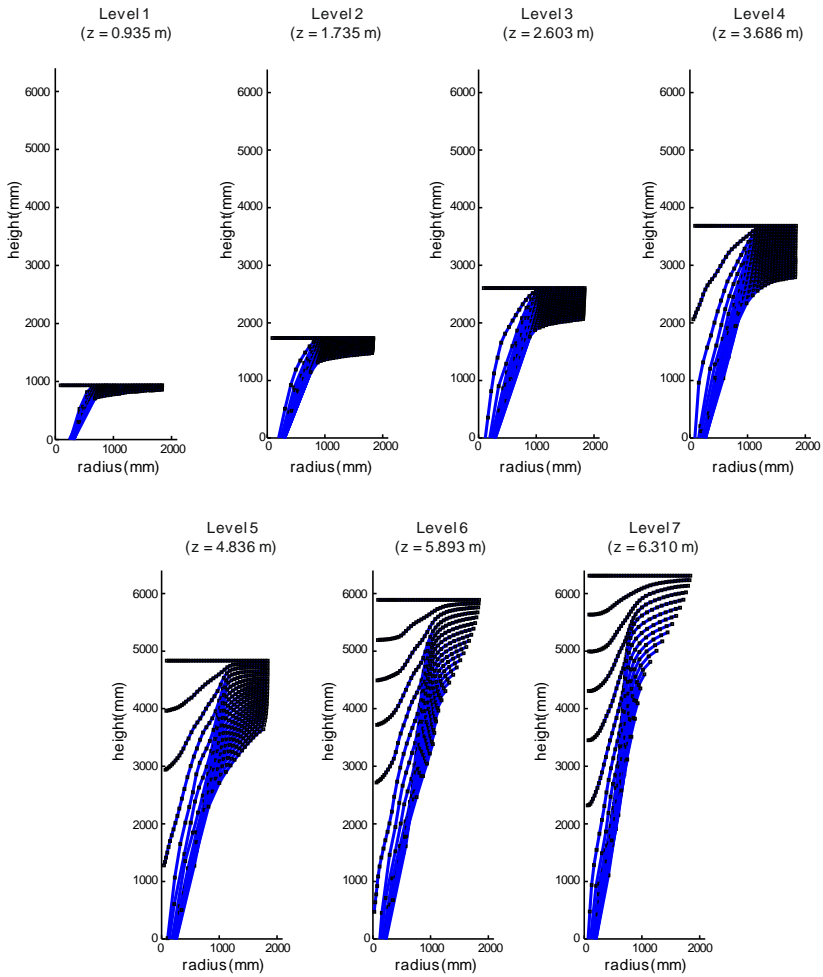 Level 1
(z = 0.935 m)
Level 2
(z = 1.735 m)
Level 3
(z = 2.603 m)
Level 4
(z = 3.686 m)
height(mm)
6000
5000
4000
3000
2000
1000
0
0
1000
2000
radius(mm)
height(mm)
6000
5000
4000
3000
2000
1000
0
0
1000
2000
radius(mm)
height(mm)
6000
5000
4000
3000
2000
1000
0
0
1000
2000
radius(mm)
height(mm)
6000
5000
4000
3000
2000
1000
0
0
1000
2000
radius(mm)
Level 5
(z = 4.836 m)
Level 6
(z = 5.893 m)
Level 7
(z = 6.310 m)
height(mm)
6000
5000
4000
3000
2000
1000
0
0
1000
2000
radius(mm)
height(mm)
6000
5000
4000
3000
2000
1000
0
0
1000
2000
radius(mm)
height(mm)
6000
5000
4000
3000
2000
1000
0
0
1000
2000
radius(mm)